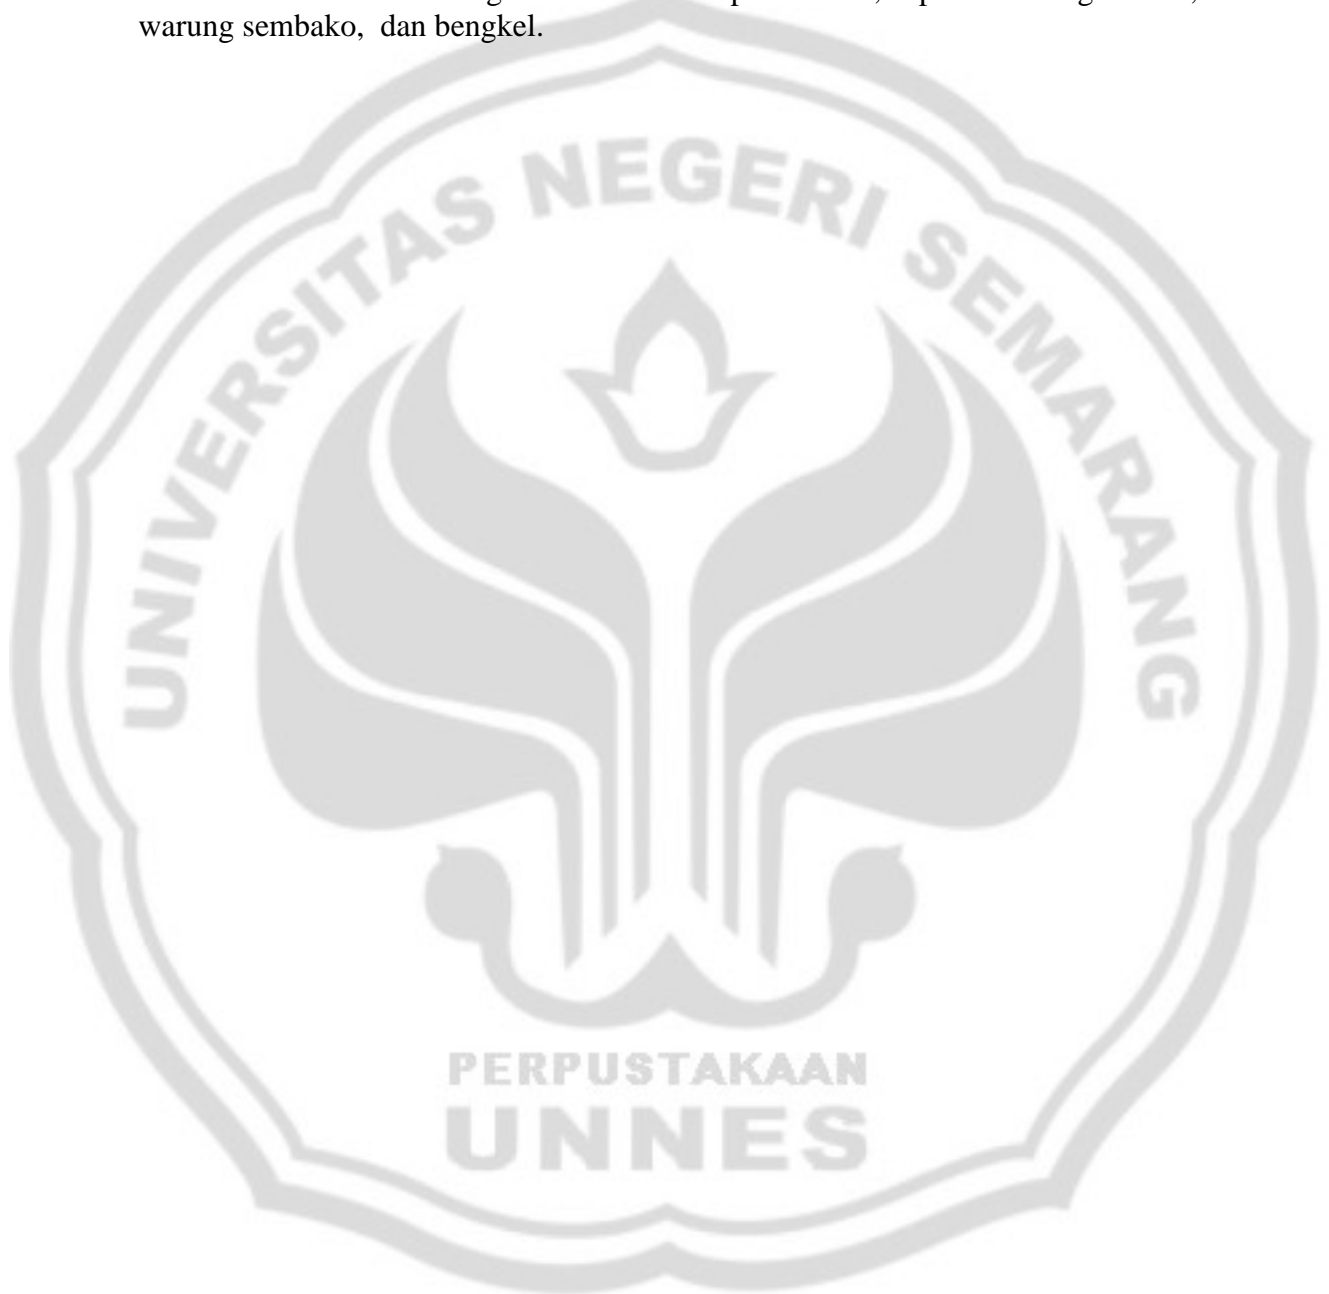 warung sembako,  dan bengkel.
UNIVERSITAS NEGERI SEMARANG
PERPUSTAKAAN
UNNES